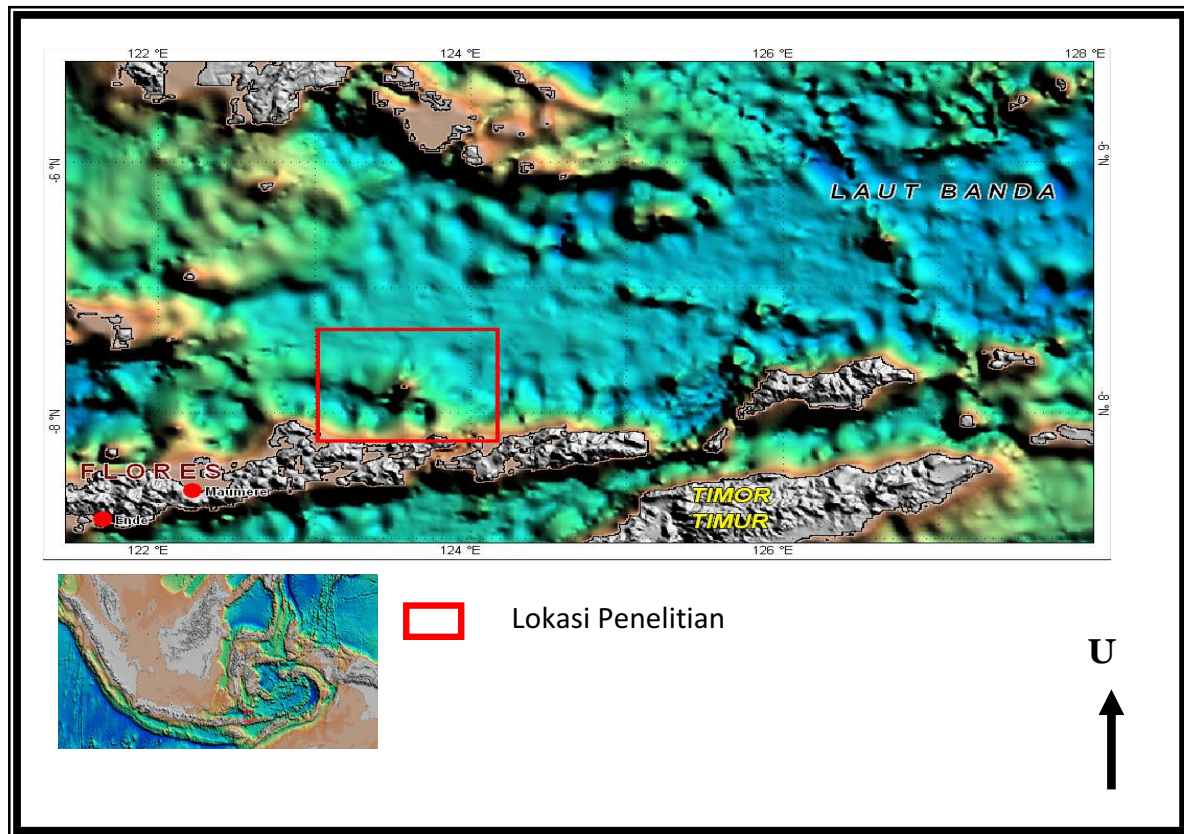 122 °E 124 °E 126 °E 128 °E
-6 °N
-6 °N
LAUT BANDA
-8 °N
-8 °N
FLORES
Maumere
TIMOR
TIMUR
Ende
122 °E 124 °E 126 °E
Lokasi Penelitian
U